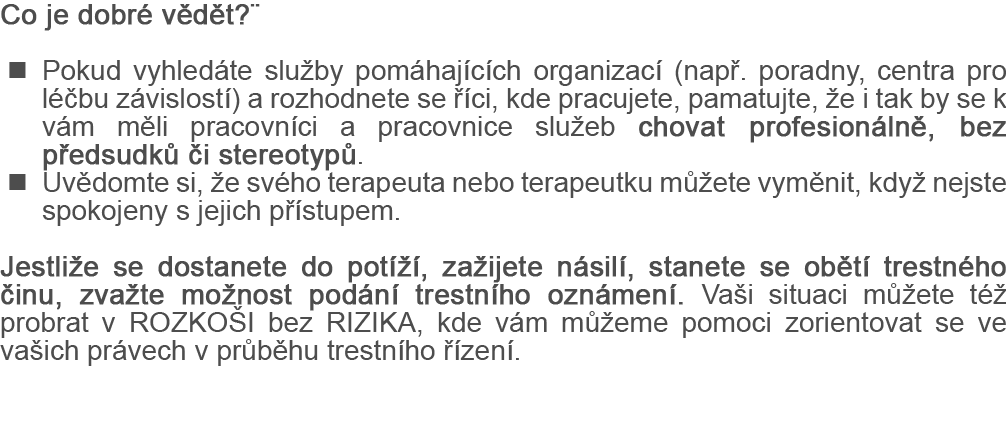 Co je dobré vědět?¨
■ Pokud vyhledáte služby pomáhajících organizací (např. poradny, centra pro
léčbu závislostí) a rozhodnete se říci, kde pracujete, pamatujte, že i tak by se k
vám měli pracovníci a pracovnice služeb chovat profesionálně, bez
předsudků či stereotypů.
■ Uvědomte si, že svého terapeuta nebo terapeutku můžete vyměnit, když nejste
spokojeny s jejich přístupem.
Jestliže se dostanete do potíží, zažijete násilí, stanete se obětí trestného
činu, zvažte možnost podání trestního oznámení. Vaši situaci můžete též
probrat v ROZKOŠI bez RIZIKA, kde vám můžeme pomoci zorientovat se ve
vašich právech v průběhu trestního řízení.